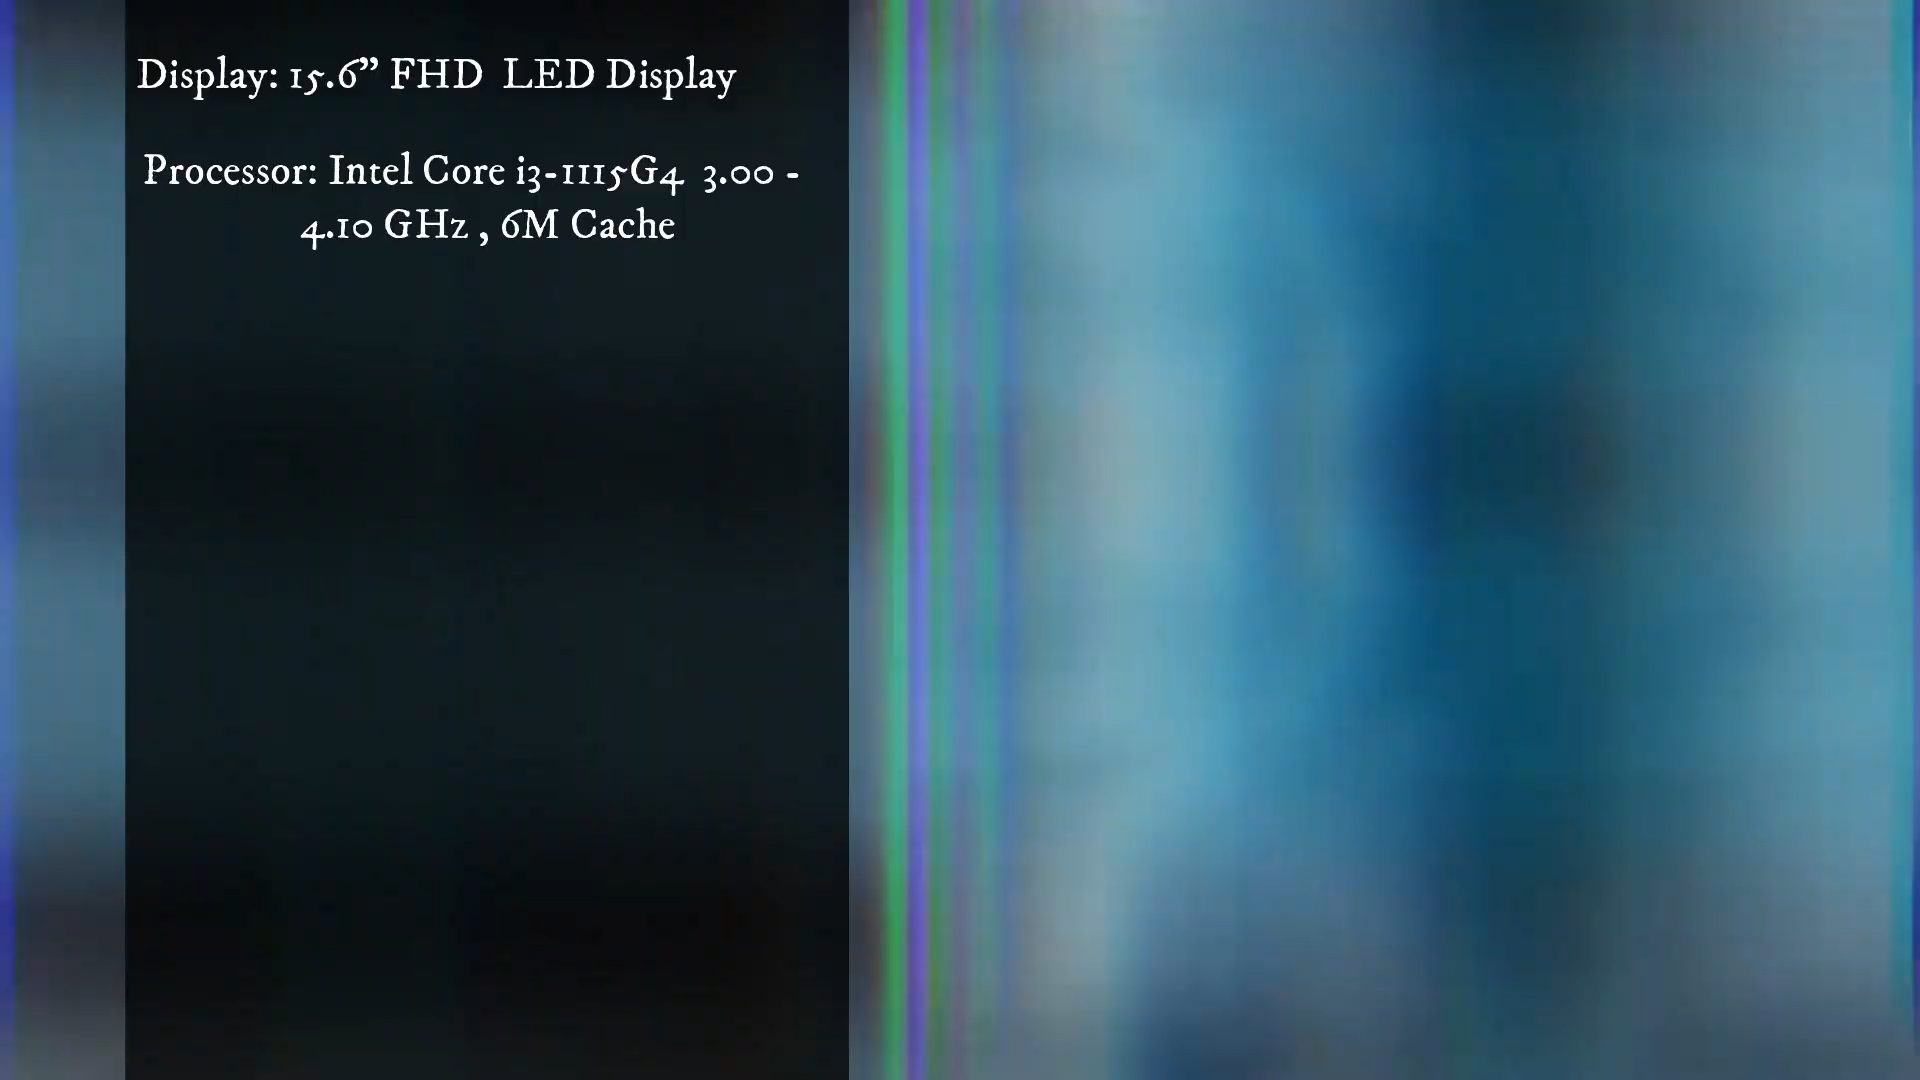 Display: 15.6” FHD  LED Display
Processor: Intel Core i3-1115G4  3.00 -
4.10 GHz , 6M Cache